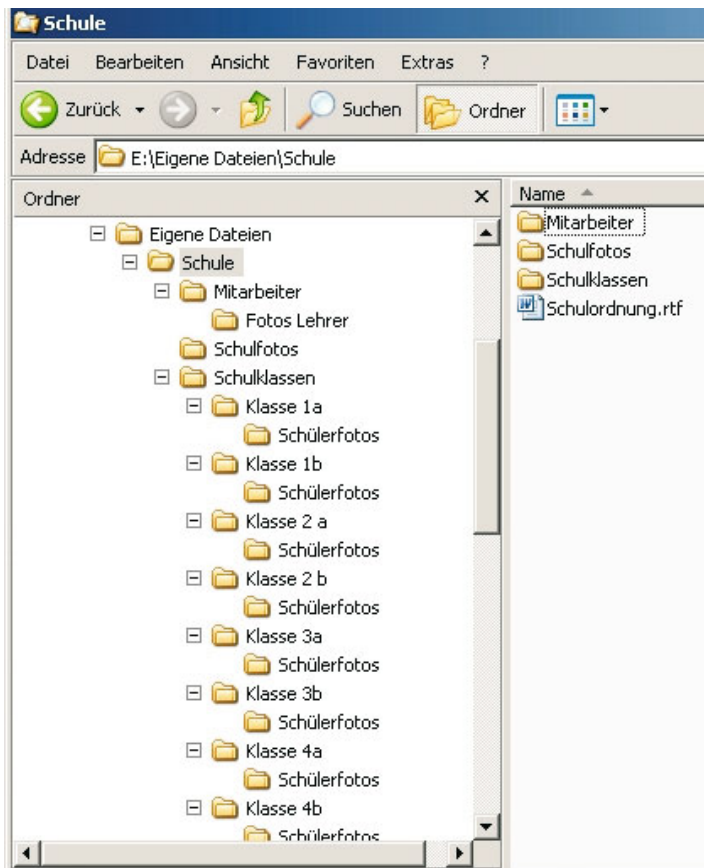 Schule
Datei Bearbeiten Ansicht Favoriten Extras ?
Zurück Suchen Ordner
Adresse E:\Eigene Dateien\Schule
Ordner
Eigene Dateien
Schule
Mitarbeiter
Fotos Lehrer
Schulfotos
Schulklassen
Klasse 1a
Schülerfotos
Klasse 1b
Schülerfotos
Klasse 2 a
Schülerfotos
Klasse 2 b
Schülerfotos
Klasse 3a
Schülerfotos
Klasse 3b
Schülerfotos
Klasse 4a
Schülerfotos
Klasse 4b
Schülerfotos
Name
Mitarbeiter
Schulfotos
Schulklassen
Schulordnung.rtf